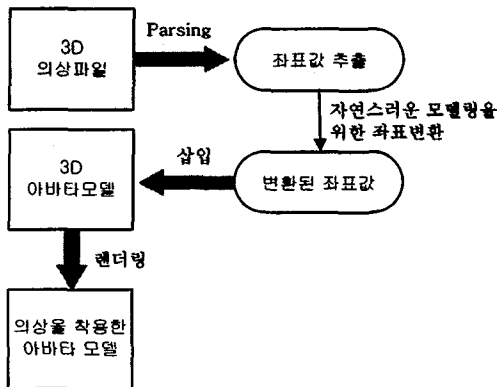 3D
의상파일
Parsing
좌표값 추출
자연스러운 모델링을
위한 좌표변환
3D
아바타모델
삽입
변환된 좌표값
렌더링
의상을 착용한
아바타 모델